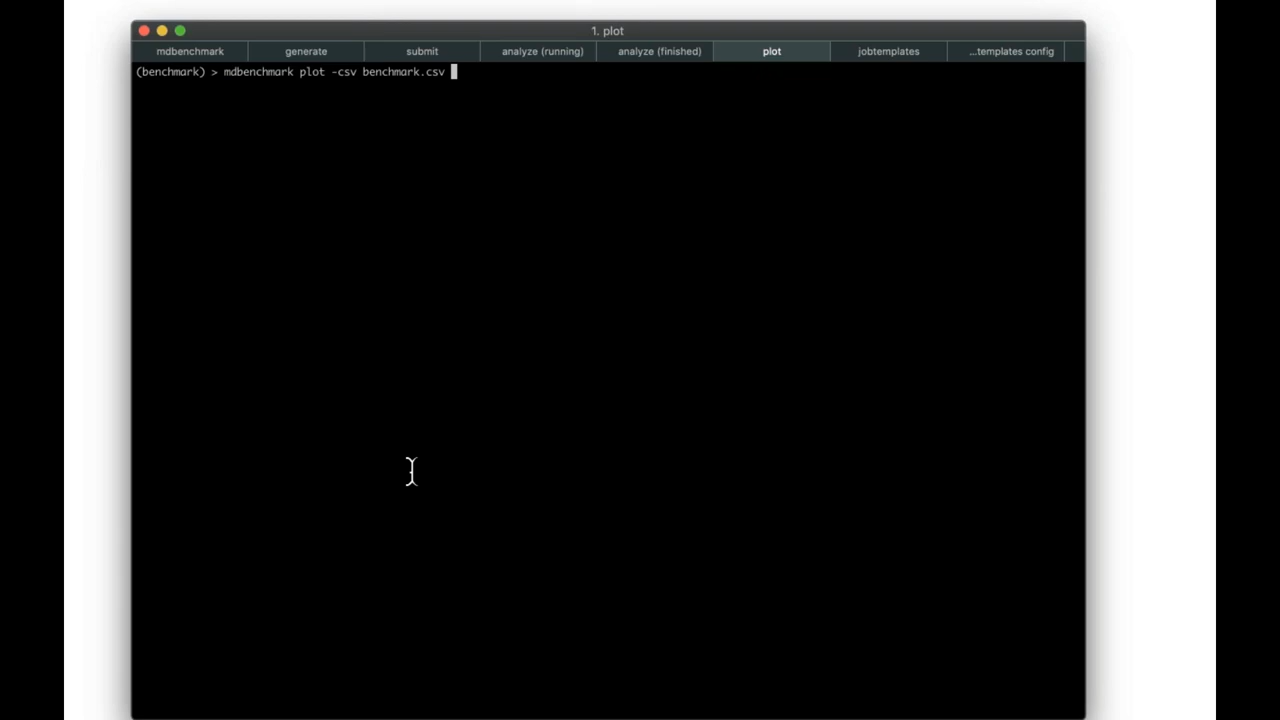 1. plot
mdbenchmark generate submit analyze (running) analyze (finished) plot jobtemplates ...templates config
(benchmark) > mdbenchmark plot -csv benchmark.csv